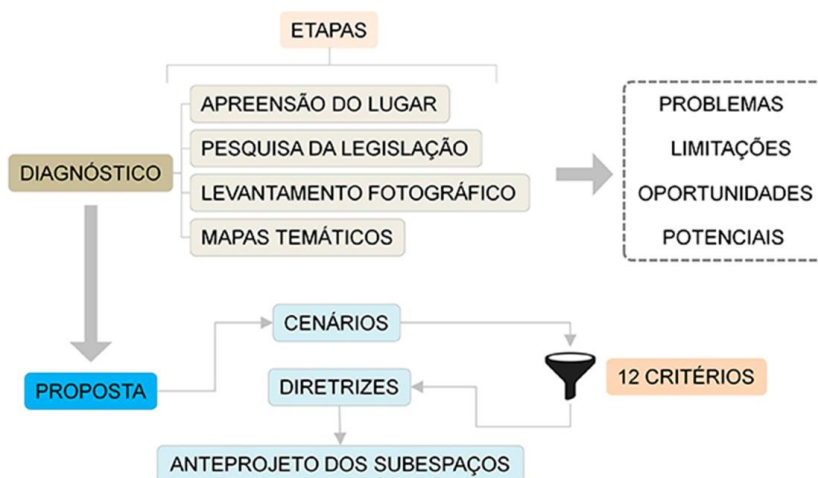 ETAPAS
APREENSÃO DO LUGAR
PESQUISA DA LEGISLAÇÃO
DIAGNÓSTICO
LEVANTAMENTO FOTOGRÁFICO
MAPAS TEMÁTICOS
PROBLEMAS
LIMITAÇÕES
OPORTUNIDADES
POTENCIAIS
CENÁRIOS
PROPOSTA
DIRETRIZES
12 CRITÉRIOS
ANTEPROJETO DOS SUBESPAÇOS